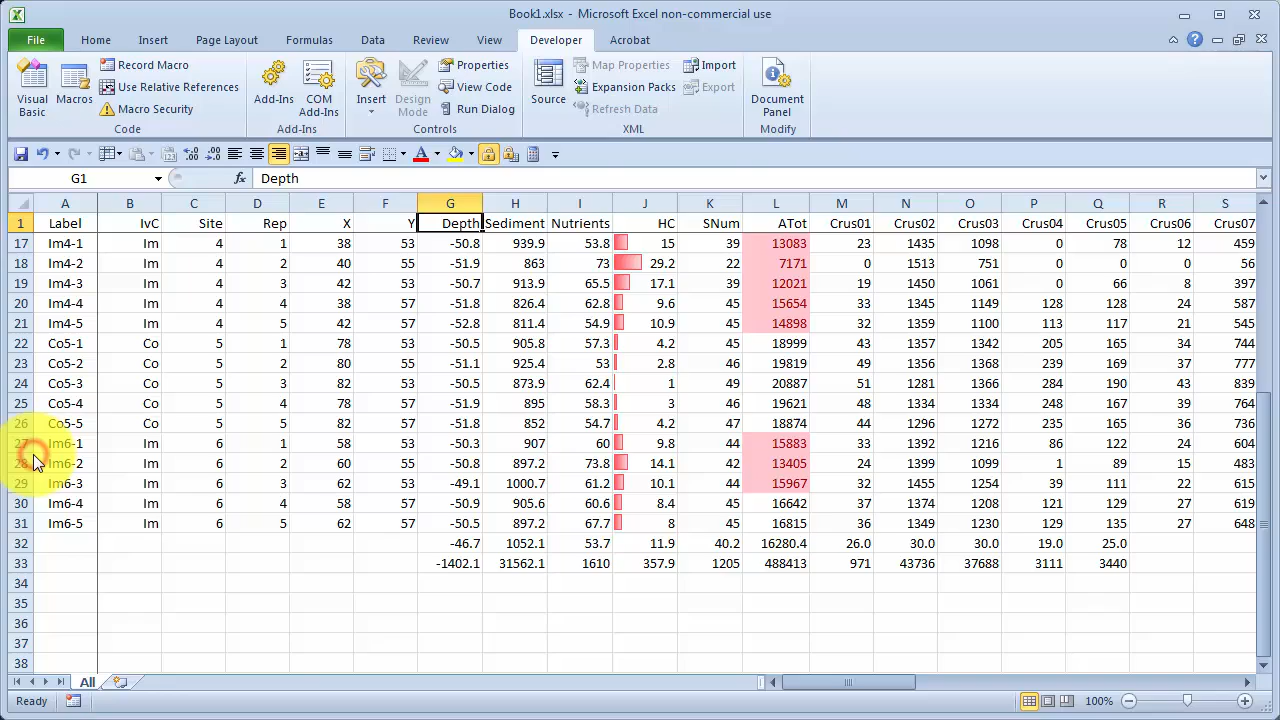 Book1.xlsx - Microsoft Excel non-commercial use
File Home Insert Page Layout Formulas Data Review View Developer Acrobat
Visual Basic Macros Record Macro Use Relative References Macro Security Code
Add-Ins COM Add-Ins Add-Ins
Insert Design Mode Properties View Code Run Dialog Controls
Source Map Properties Expansion Packs Refresh Data Import Export XML
Document Panel Modify
G1 fx Depth
A B C D E F G H I J K L M N O P Q R S
1 Label IvC Site Rep X Y Depth Sediment Nutrients HC SNum ATot Crus01 Crus02 Crus03 Crus04 Crus05 Crus06 Crus07
17 Im4-1 Im 4 1 38 53 -50.8 939.9 53.8 15 39 13083 23 1435 1098 0 78 12 459
18 Im4-2 Im 4 2 40 55 -51.9 863 73 29.2 22 7171 0 1513 751 0 0 0 56
19 Im4-3 Im 4 3 42 53 -50.7 913.9 65.5 17.1 39 12021 19 1450 1061 0 66 8 397
20 Im4-4 Im 4 4 38 57 -51.8 826.4 62.8 9.6 45 15654 33 1345 1149 128 128 24 587
21 Im4-5 Im 4 5 42 57 -52.8 811.4 54.9 10.9 45 14898 32 1359 1100 113 117 21 545
22 Co5-1 Co 5 1 78 53 -50.5 905.8 57.3 4.2 45 18999 43 1357 1342 205 165 34 744
23 Co5-2 Co 5 2 80 55 -51.1 925.4 53 2.8 46 19819 49 1356 1368 239 169 37 777
24 Co5-3 Co 5 3 82 53 -50.5 873.9 62.4 1 49 20887 51 1281 1366 284 190 43 839
25 Co5-4 Co 5 4 78 57 -51.9 895 58.3 3 46 19621 48 1334 1334 248 167 39 764
26 Co5-5 Co 5 5 82 57 -51.8 852 54.7 4.2 47 18874 44 1296 1272 235 165 36 736
27 Im6-1 Im 6 1 58 53 -50.3 907 60 9.8 44 15883 33 1392 1216 86 122 24 604
28 Im6-2 Im 6 2 60 55 -50.8 897.2 73.8 14.1 42 13405 24 1399 1099 1 89 15 483
29 Im6-3 Im 6 3 62 53 -49.1 1000.7 61.2 10.1 44 15967 32 1455 1254 39 111 22 615
30 Im6-4 Im 6 4 58 57 -50.9 905.6 60.6 8.4 45 16642 37 1374 1208 121 129 27 619
31 Im6-5 Im 6 5 62 57 -50.5 897.2 67.7 8 45 16815 36 1349 1230 129 135 27 648
32 -46.7 1052.1 53.7 11.9 40.2 16280.4 26.0 30.0 30.0 19.0 25.0
33 -1402.1 31562.1 1610 357.9 1205 488413 971 43736 37688 3111 3440
34
35
36
37
38
All
Ready 100%